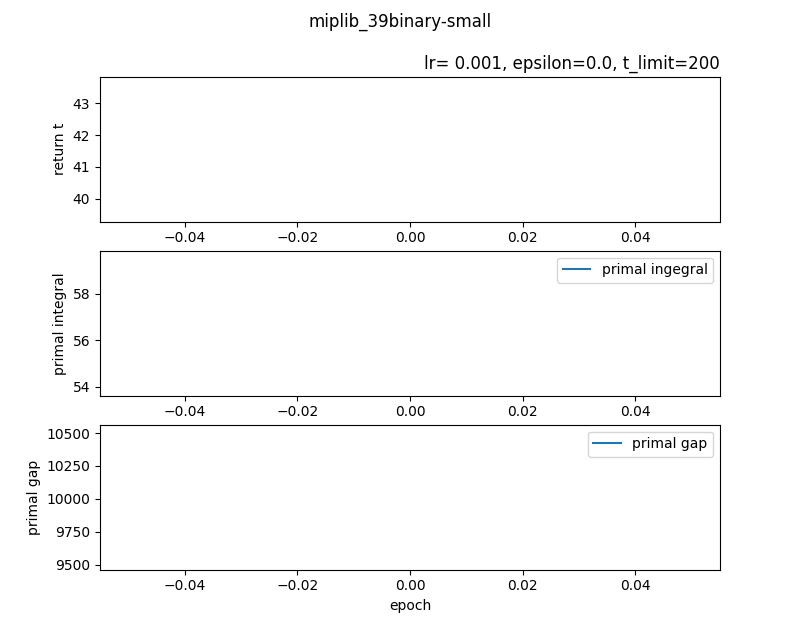 miplib_39binary-small
lr= 0.001, epsilon=0.0, t_limit=200
43
42
41
40
return t
−0.04 −0.02 0.00 0.02 0.04
primal ingegral
58
56
54
primal integral
−0.04 −0.02 0.00 0.02 0.04
primal gap
10500
10250
10000
9750
9500
primal gap
−0.04 −0.02 0.00 0.02 0.04
epoch